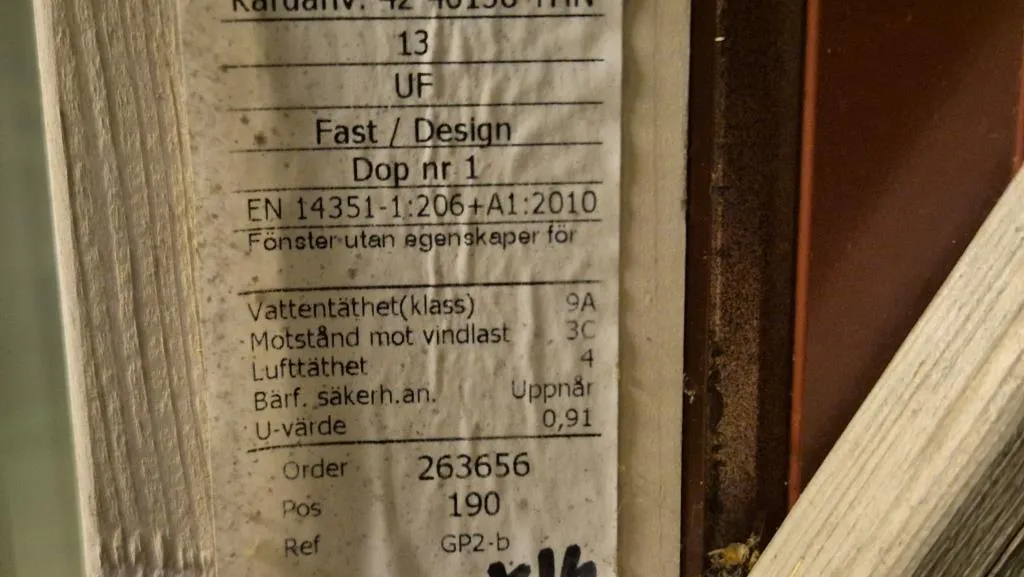 13
UF
Fast / Design
Dop nr 1
EN 14351-1:206+A1:2010
Fönster utan egenskaper för
Vattentäthet(klass) 9A
Motstånd mot vindlast 3C
Lufttäthet 4
Bärf. säkerh.an. Uppnår
U-värde 0,91
Order 263656
Pos 190
Ref GP2-b